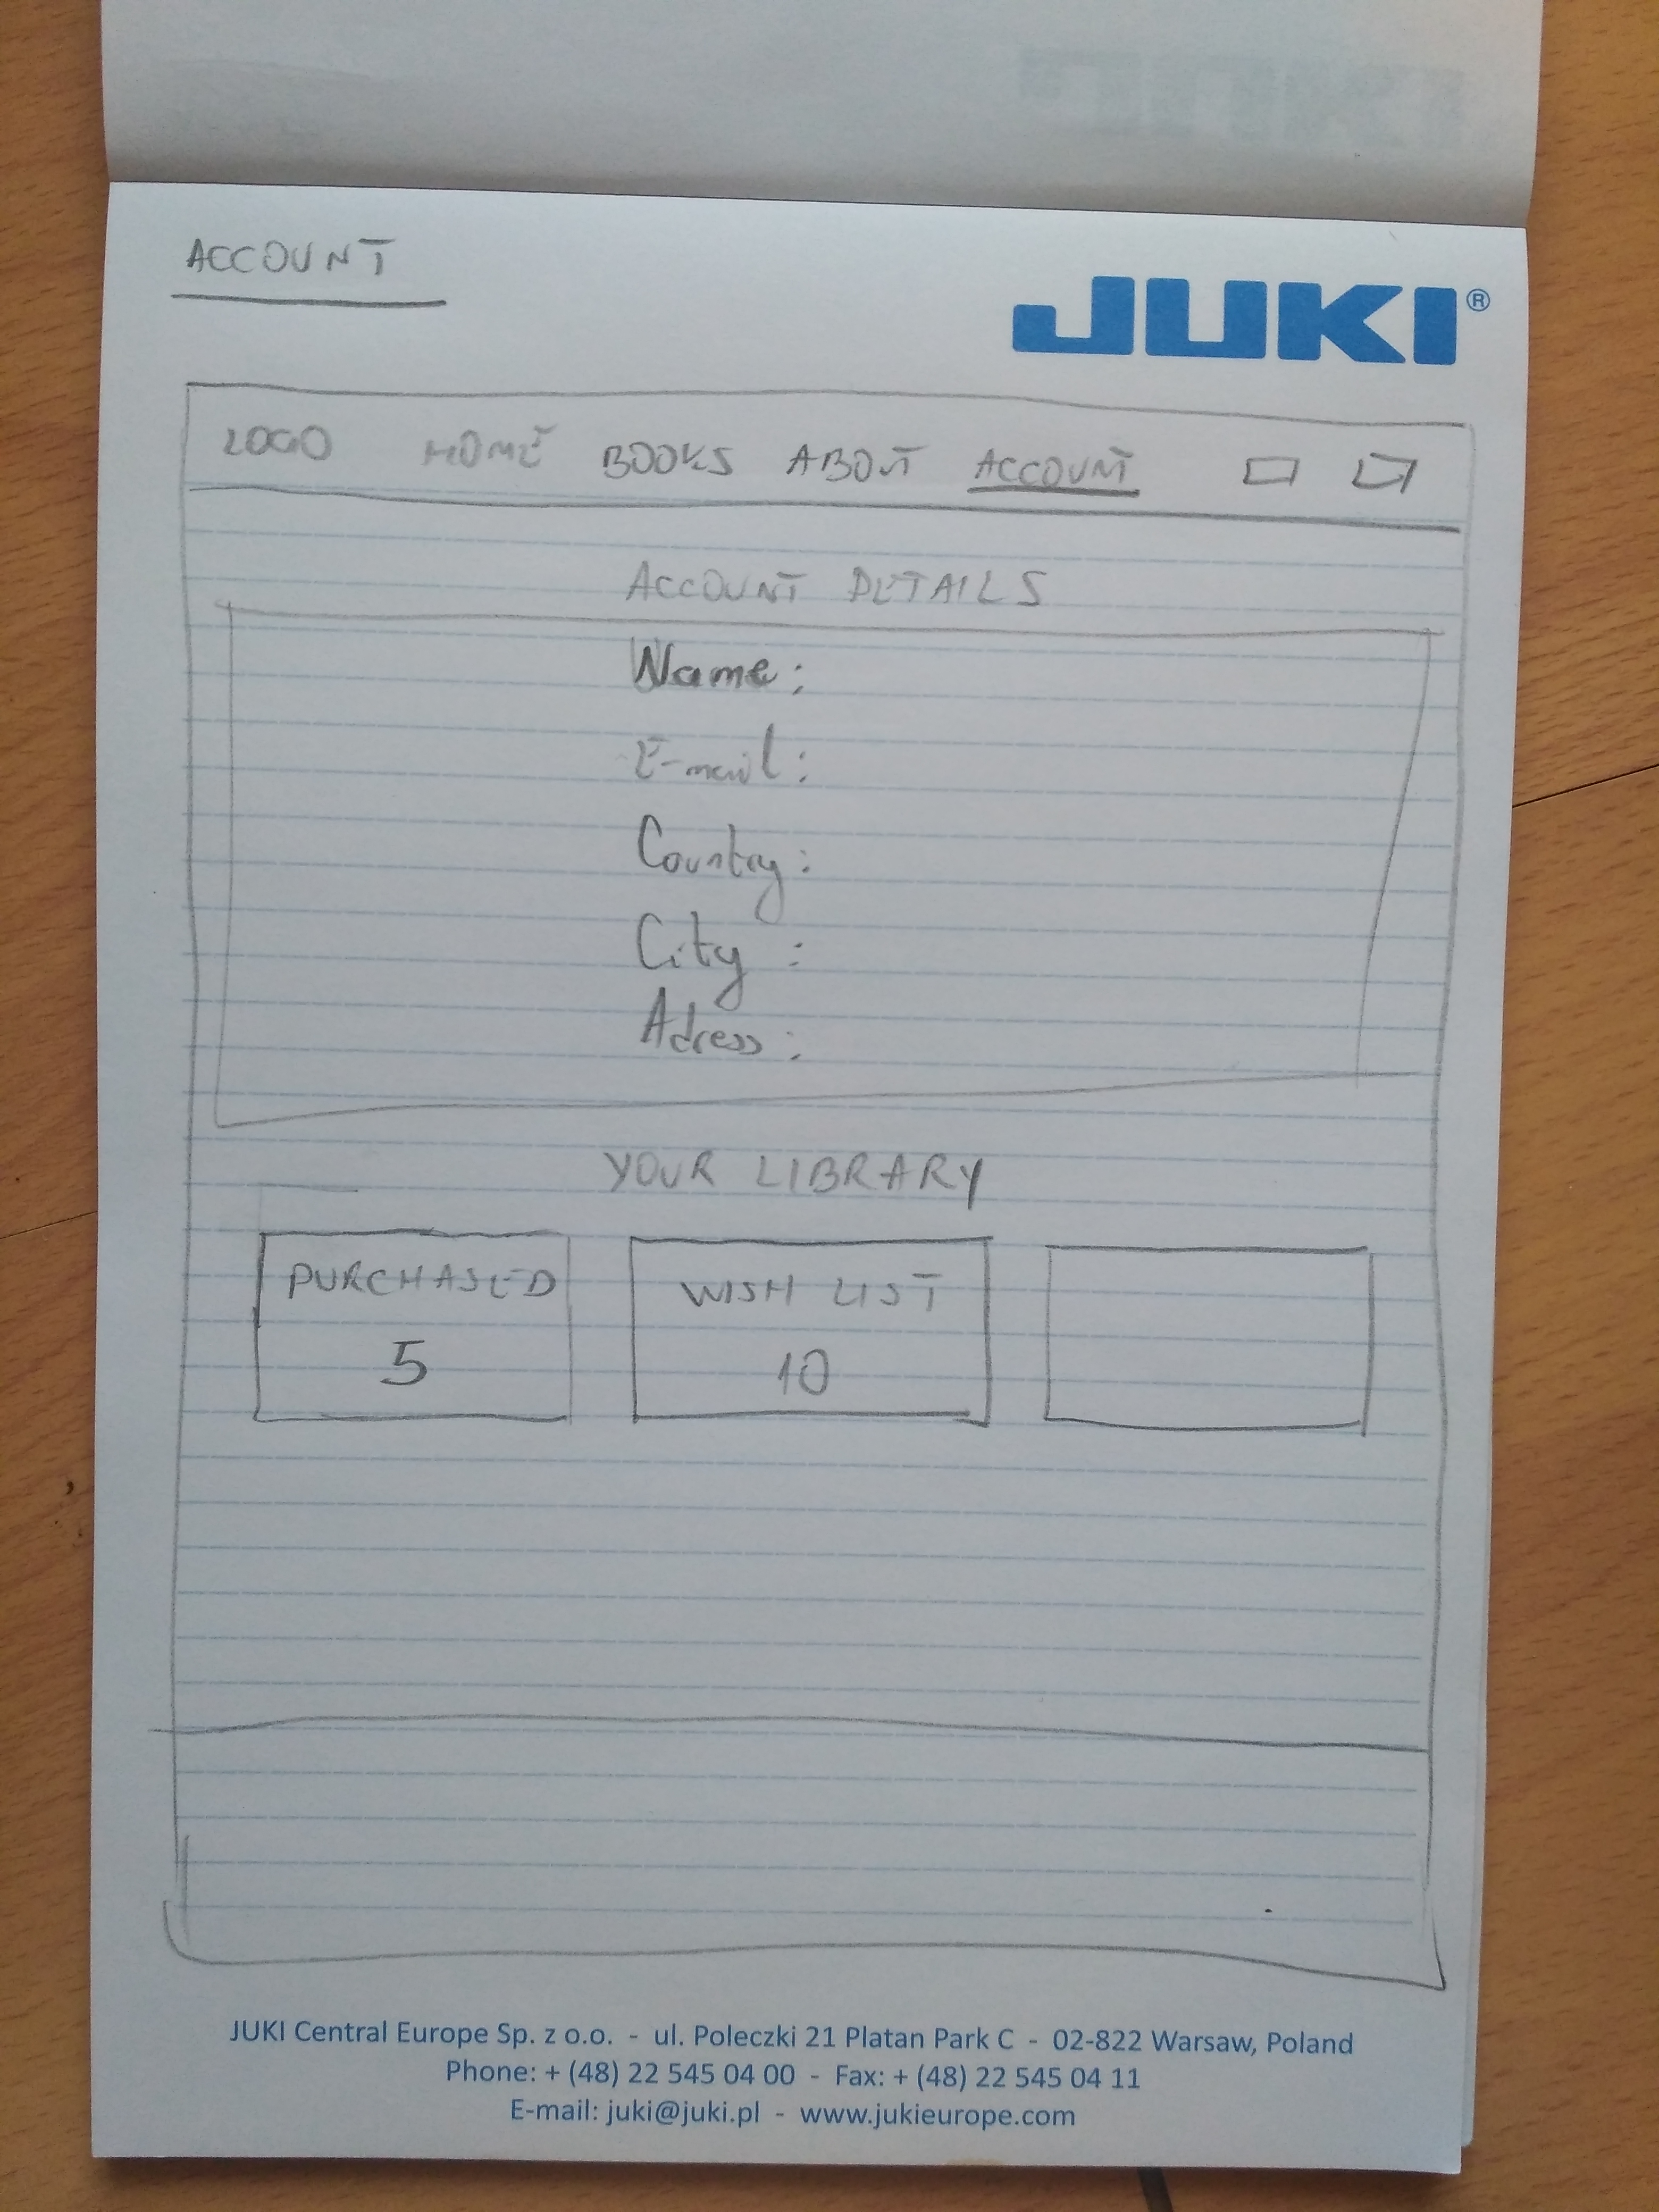 ACCOUNT
JUKI®
LOGO HOME BOOKS ABOUT ACCOUNT
ACCOUNT DETAILS
Name:
E-mail:
Country:
City :
Adress:
YOUR LIBRARY
PURCHASED WISH LIST
5 10
JUKI Central Europe Sp. z o.o. - ul. Poleczki 21 Platan Park C - 02-822 Warsaw, Poland
Phone: + (48) 22 545 04 00 - Fax: + (48) 22 545 04 11
E-mail: juki@juki.pl - www.jukieurope.com